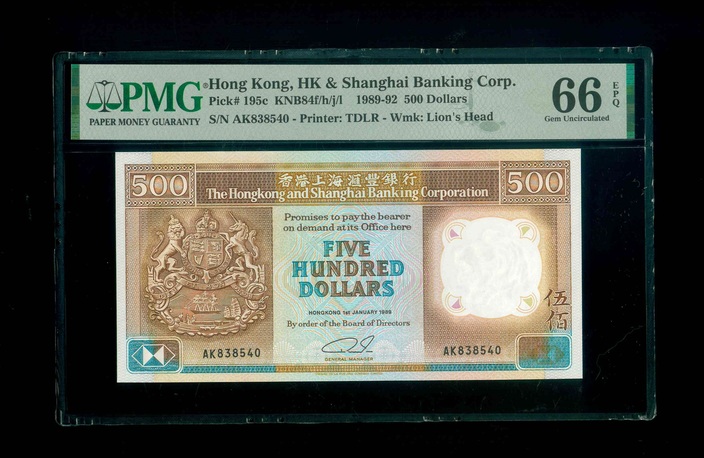 PMG
PAPER MONEY GUARANTY
Hong Kong, HK & Shanghai Banking Corp.
Pick# 195c KNB84f/h/j/l 1989-92 500 Dollars
S/N AK838540 - Printer: TDLR - Wmk: Lion's Head
66
EPQ
Gem Uncirculated
500
香港上海滙豐銀行
500
The Hongkong and Shanghai Banking Corporation
Promises to pay the bearer
on demand at its Office here
FIVE
HUNDRED
DOLLARS
HONGKONG 1st JANUARY 1989
By order of the Board of Directors
伍佰
AK838540
AK838540
GENERAL MANAGER